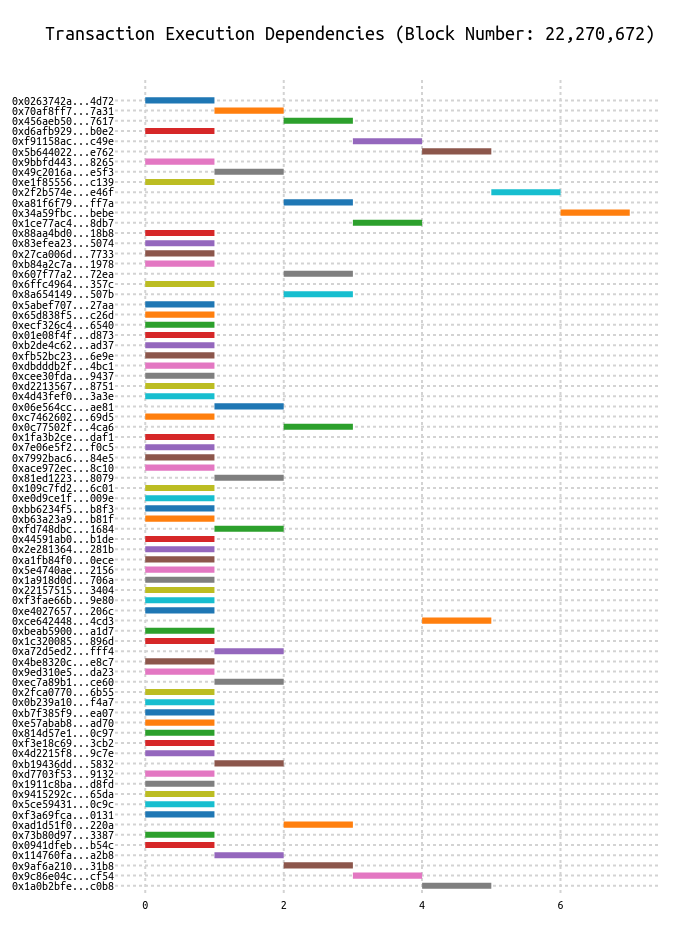 Transaction Execution Dependencies (Block Number: 22,270,672)
0x0263742a...4d72
0x70af8ff7...7a31
0x456aeb50...7617
0xd6afb929...b0e2
0xf91158ac...c49e
0x5b644022...e762
0x9bbfd443...8265
0x49c2016a...e5f3
0xe1f85556...c139
0x2f2b574e...e46f
0xa81f6f79...ff7a
0x34a59fbc...bebe
0x1ce77ac4...8db7
0x88aa4bd0...18b8
0x83efea23...5074
0x27ca006d...7733
0xb84a2c7a...1978
0x607f77a2...72ea
0x6ffc4964...357c
0x8a654149...507b
0x5abef707...27aa
0x65d838f5...c26d
0xecf326c4...6540
0x01e08f4f...d873
0xb2de4c62...ad37
0xfb52bc23...6e9e
0xdbdddb2f...4bc1
0xcee30fda...9437
0xd2213567...8751
0x4d43fef0...3a3e
0x06e564cc...ae81
0xc7462602...69d5
0x0c77502f...4ca6
0x1fa3b2ce...daf1
0x7e06e5f2...f0c5
0x7992bac6...84e5
0xace972ec...8c10
0x81ed1223...8079
0x109c7fd2...6c01
0xe0d9ce1f...009e
0xbb6234f5...b8f3
0xb63a23a9...b81f
0xfd748dbc...1684
0x44591ab0...b1de
0x2e281364...281b
0xa1fb84f0...0ece
0x5e4740ae...2156
0x1a918d0d...706a
0x22157515...3404
0xf3fae66b...9e80
0xe4027657...206c
0xce642448...4cd3
0xbeab5900...a1d7
0x1c320085...896d
0xa72d5ed2...fff4
0x4be8320c...e8c7
0x9ed310e5...da23
0xec7a89b1...ce60
0x2fca0770...6b55
0x0b239a10...f4a7
0xb7f385f9...ea07
0xe57abab8...ad70
0x814d57e1...0c97
0xf3e18c69...3cb2
0x4d2215f8...9c7e
0xb19436dd...5832
0xd7703f53...9132
0x1911c8ba...d8fd
0x9415292c...65da
0x5ce59431...0c9c
0xf3a69fca...0131
0xad1d51f0...220a
0x73b80d97...3387
0x0941dfeb...b54c
0x114760fa...a2b8
0x9af6a210...31b8
0x9c86e04c...cf54
0x1a0b2bfe...c0b8
0 2 4 6